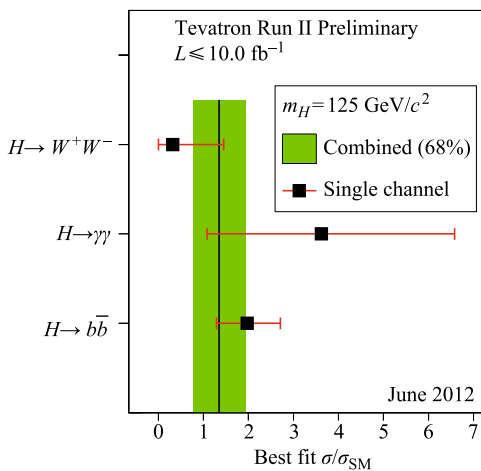 Tevatron Run II Preliminary
L ≤ 10.0 fb⁻¹
m_H = 125 GeV/c²
Combined (68%)
Single channel
H→ W⁺W⁻
H→γγ
H→ bb̅
June 2012
0 1 2 3 4 5 6 7
Best fit σ/σ_SM